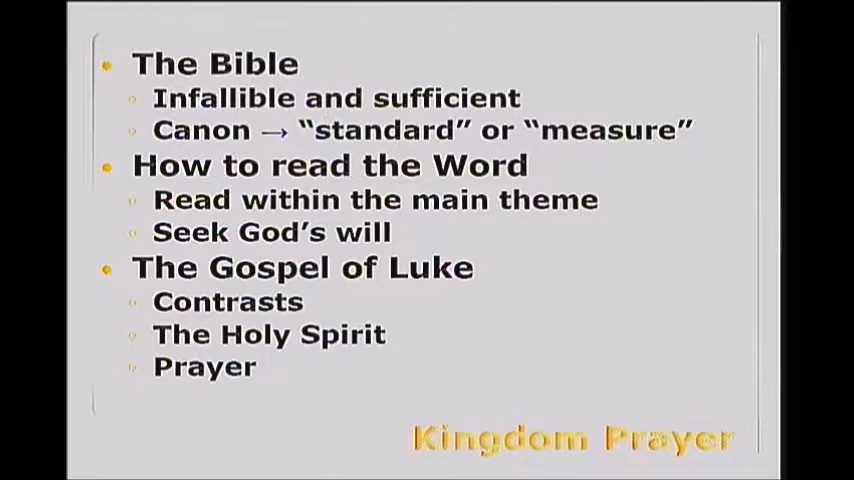 • The Bible
◦ Infallible and sufficient
◦ Canon → “standard” or “measure”
• How to read the Word
◦ Read within the main theme
◦ Seek God’s will
• The Gospel of Luke
◦ Contrasts
◦ The Holy Spirit
◦ Prayer
Kingdom Prayer